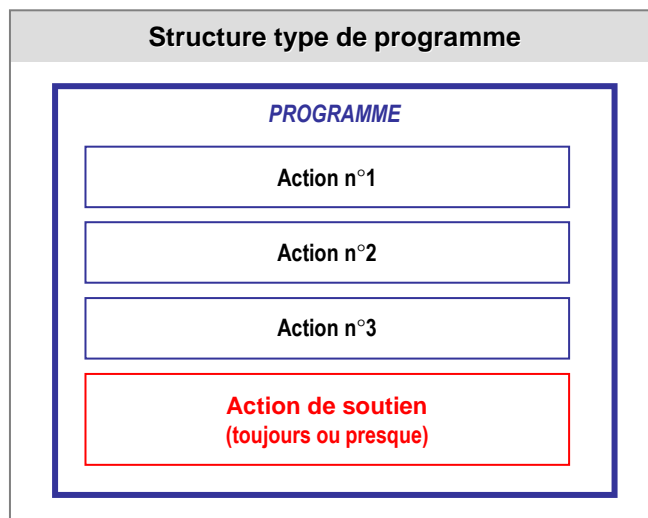 Structure type de programme
PROGRAMME
Action n°1
Action n°2
Action n°3
Action de soutien
(toujours ou presque)